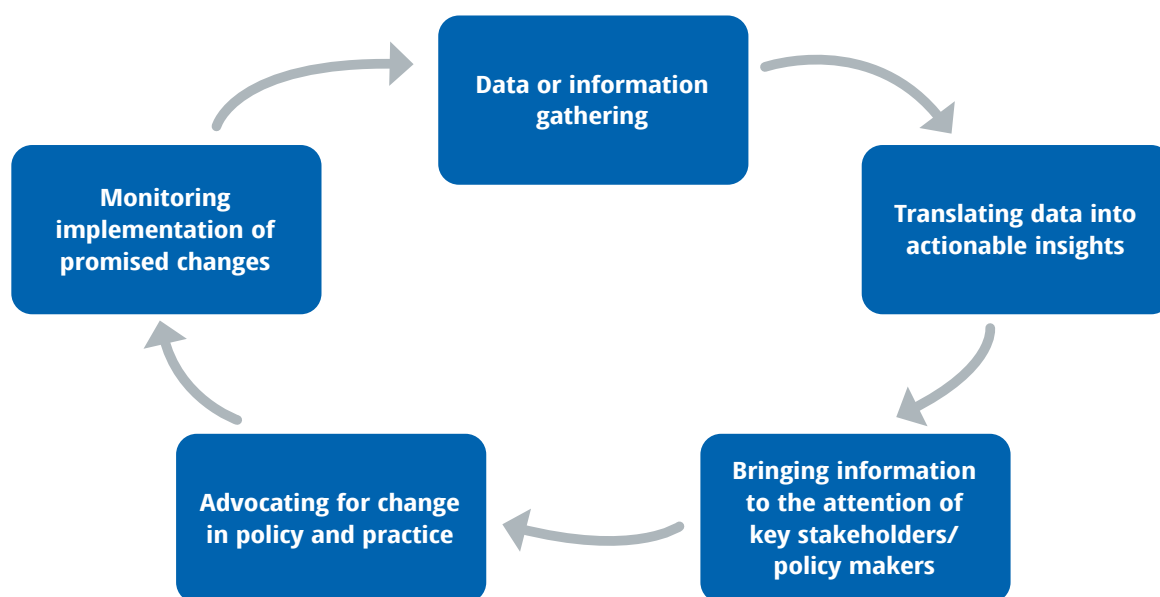 Data or information
gathering
Translating data into
actionable insights
Bringing information
to the attention of
key stakeholders/
policy makers
Advocating for change
in policy and practice
Monitoring
implementation of
promised changes